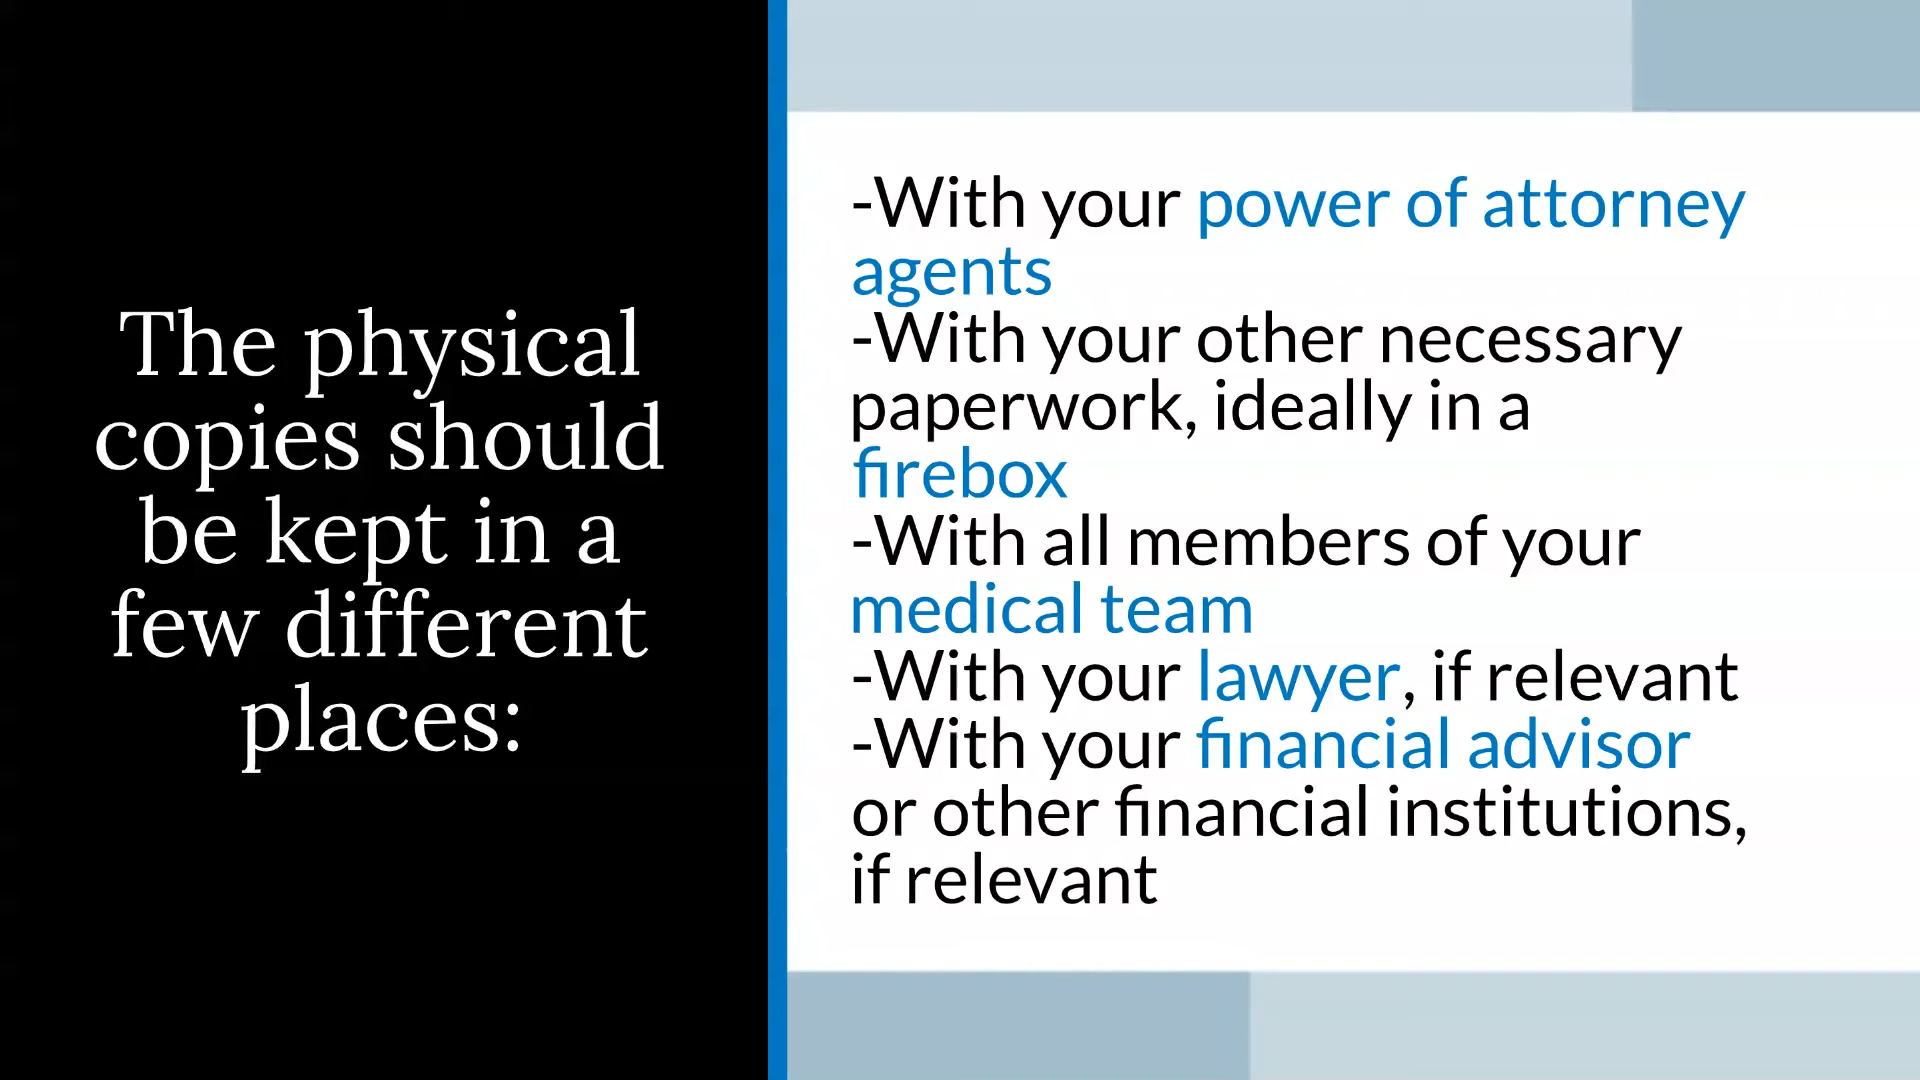 The physical
copies should
be kept in a
few different
places:
-With your power of attorney
agents
-With your other necessary
paperwork, ideally in a
firebox
-With all members of your
medical team
-With your lawyer, if relevant
-With your financial advisor
or other financial institutions,
if relevant